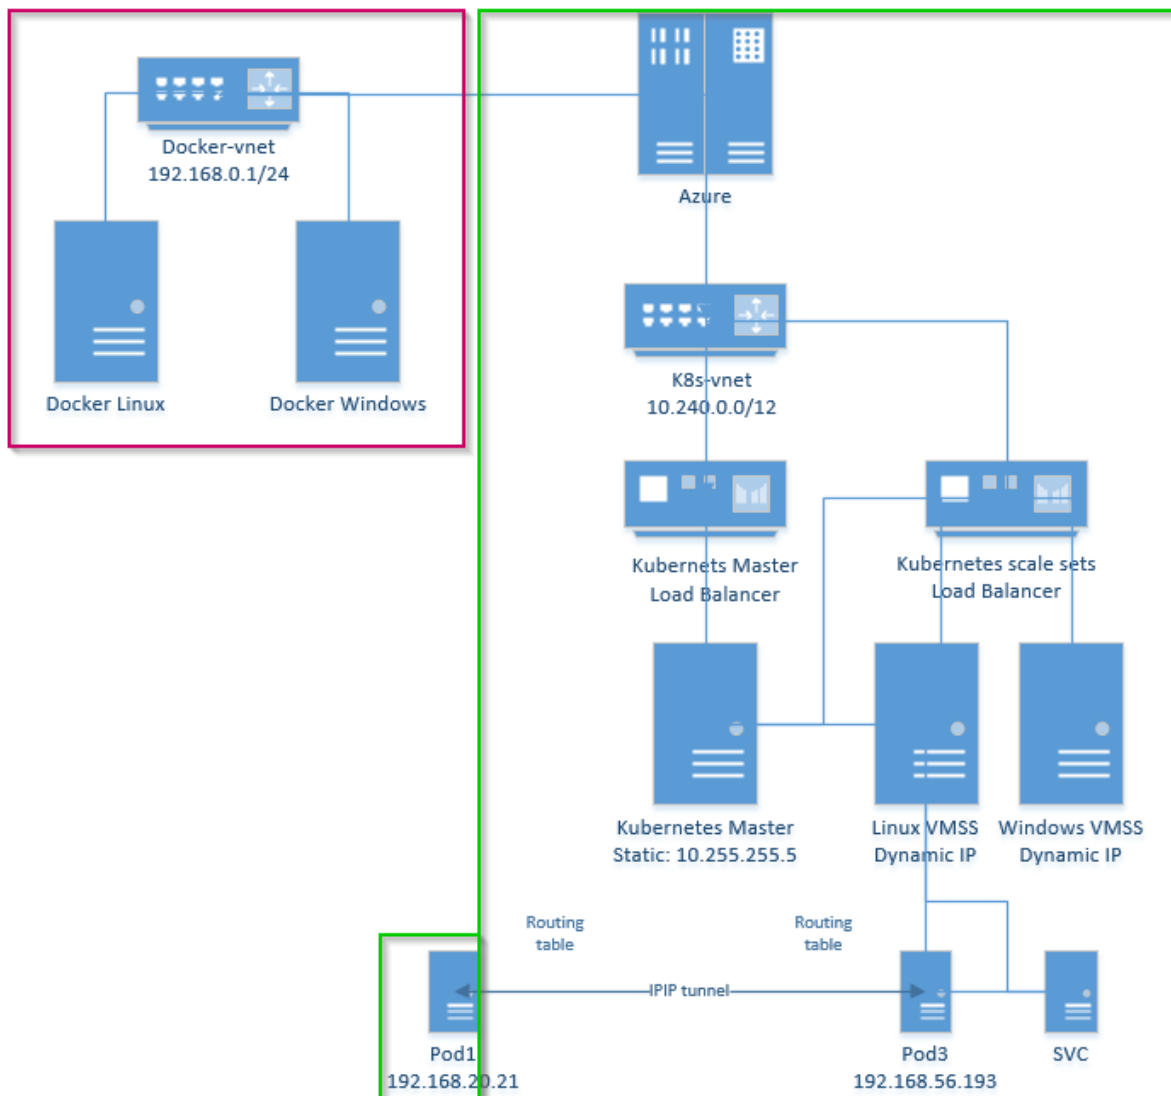 Docker-vnet
192.168.0.1/24
Docker Linux
Docker Windows
Azure
K8s-vnet
10.240.0.0/12
Kubernets Master
Load Balancer
Kubernetes scale sets
Load Balancer
Kubernetes Master
Static: 10.255.255.5
Linux VMSS
Dynamic IP
Windows VMSS
Dynamic IP
Routing
table
Routing
table
IPIP tunnel
Pod1
192.168.20.21
Pod3
192.168.56.193
SVC